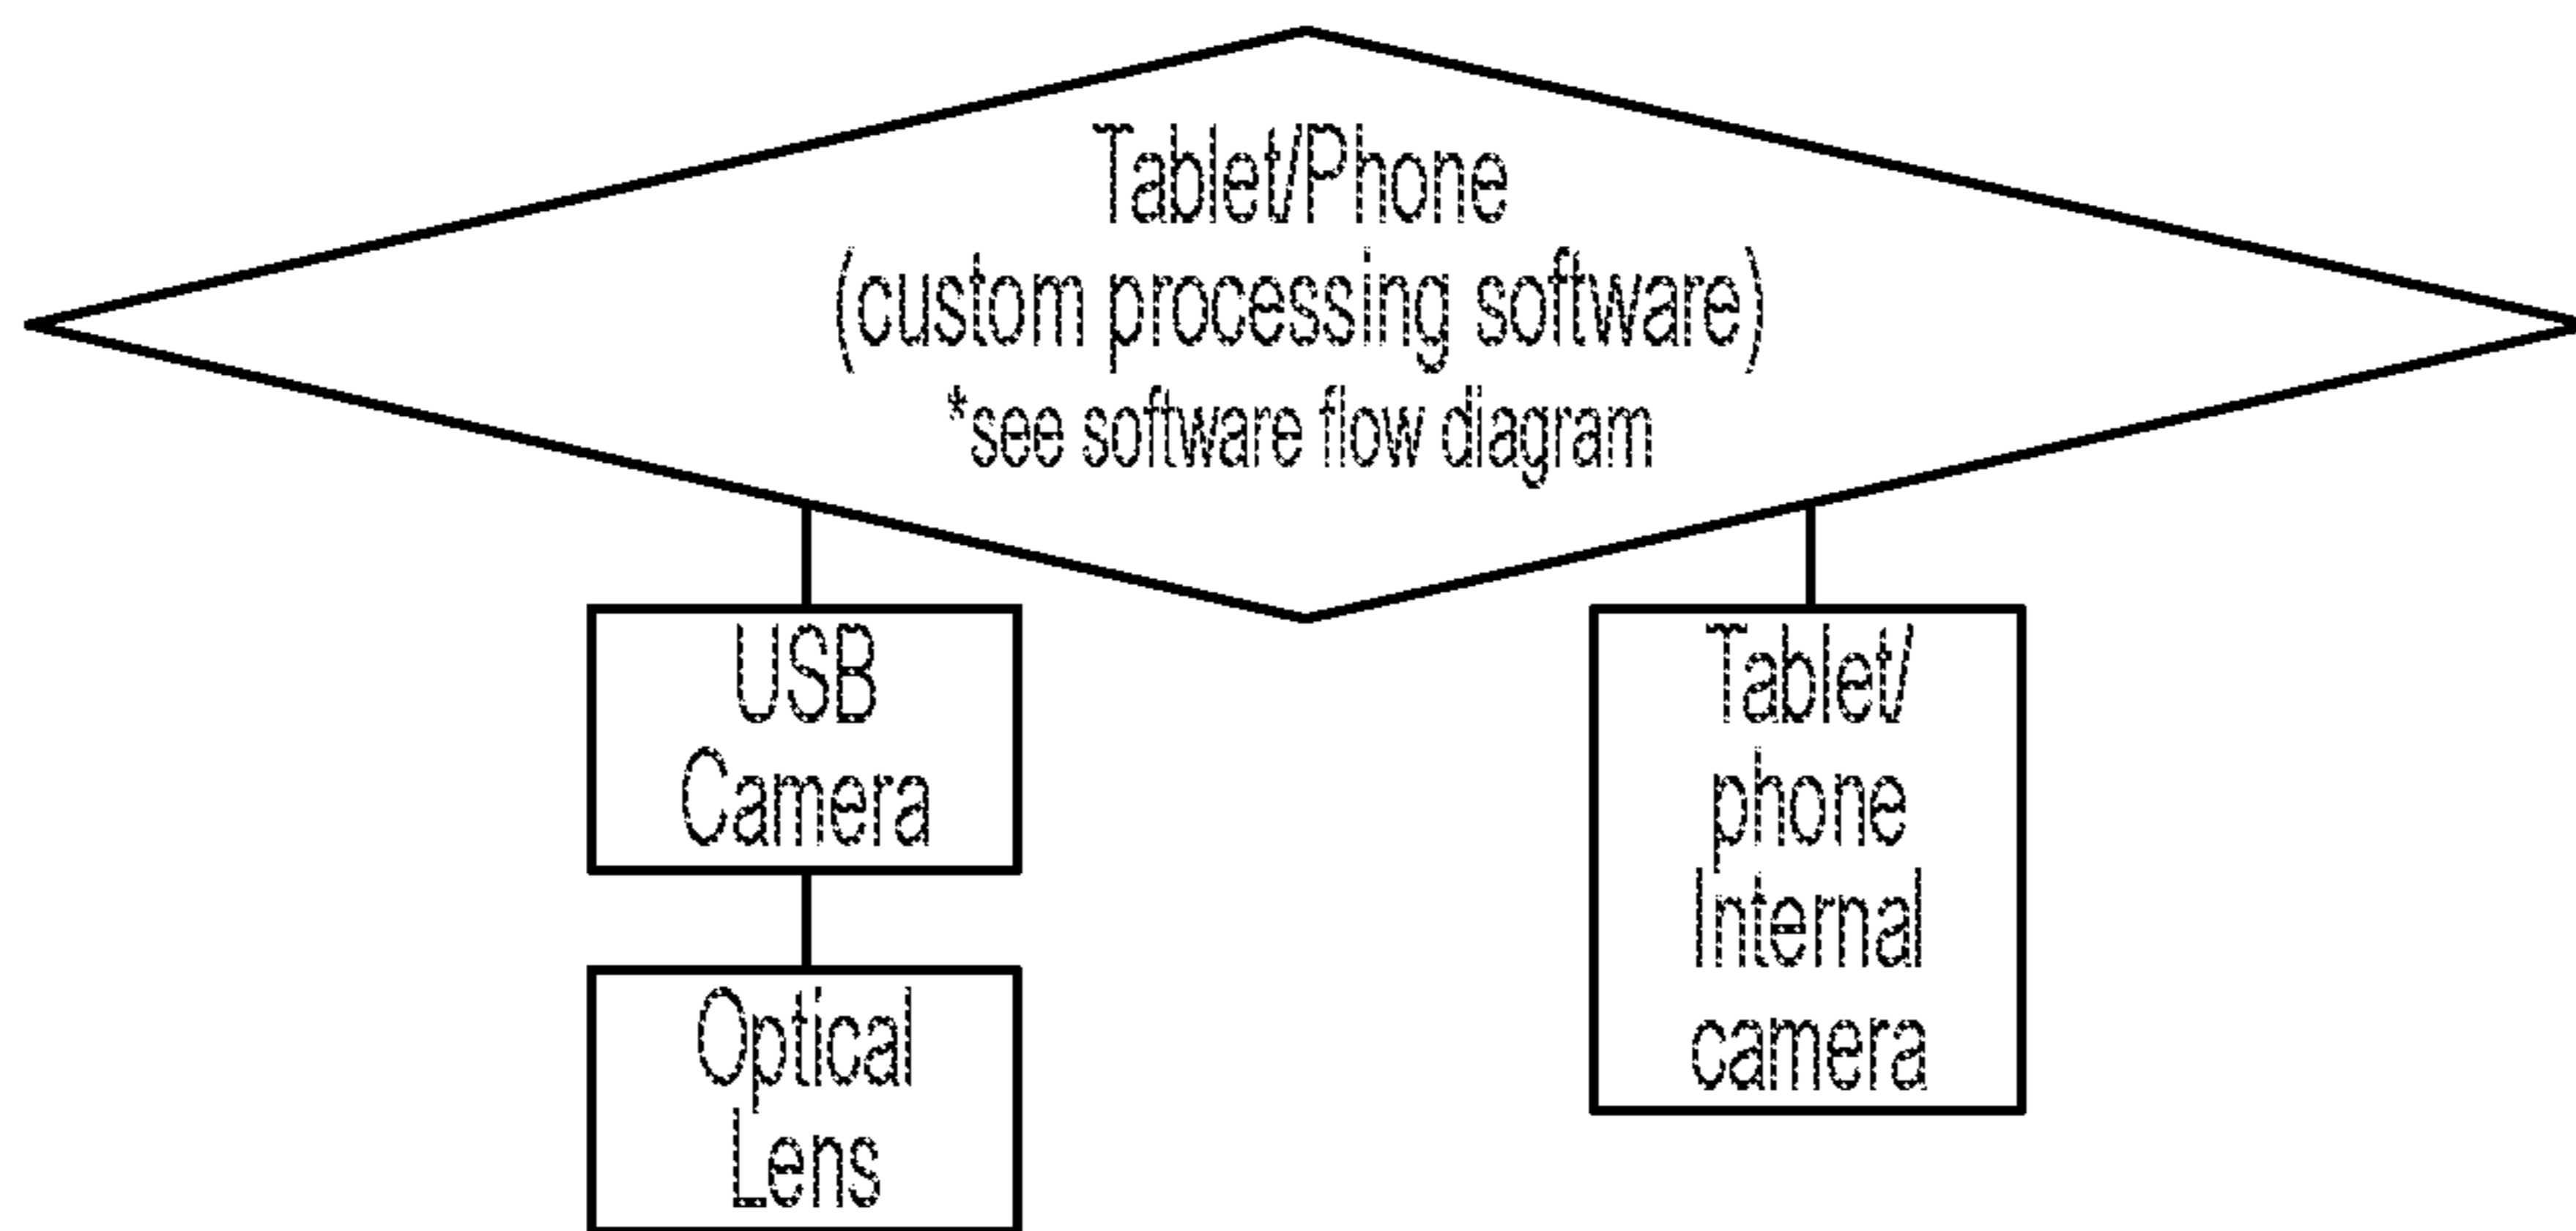 Tablet/Phone
(custom processing software)
*see software flow diagram
USB
Camera
Optical
Lens
Tablet/
phone
Internal
camera